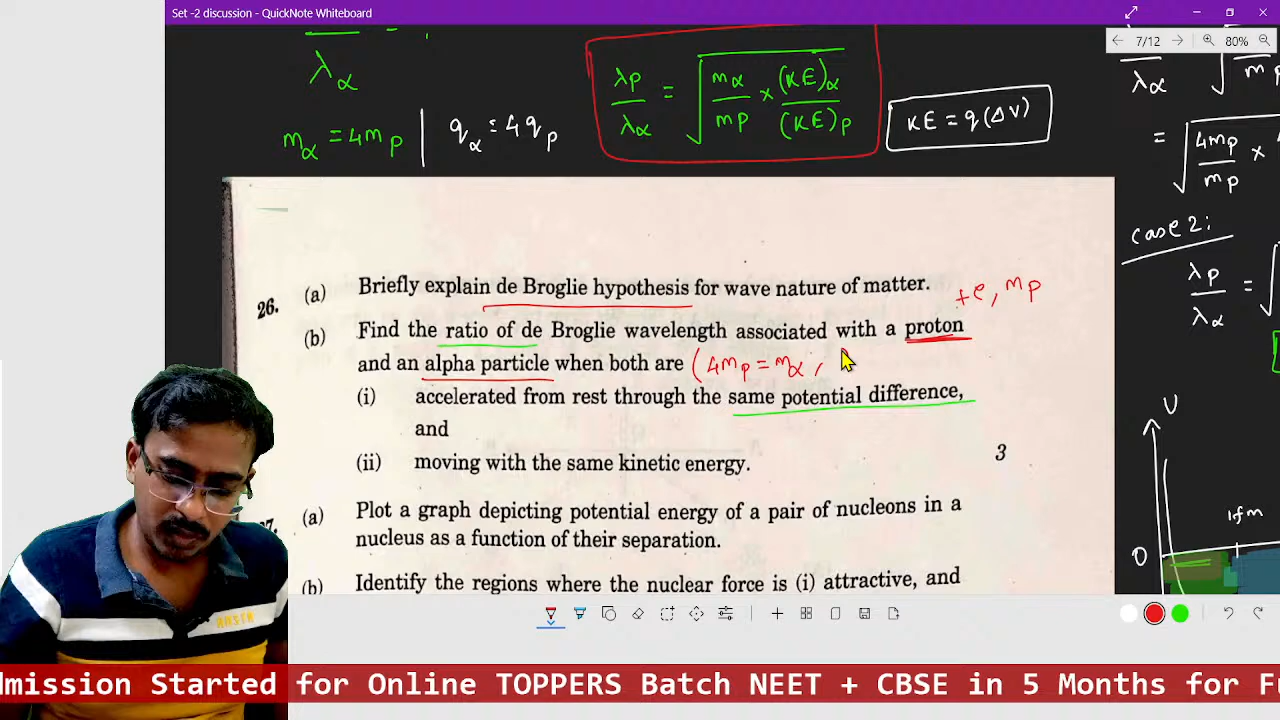 Set -2 discussion - QuickNote Whiteboard
7/12
80%
λα
mα = 4mp
qα = 4qp
λp/λα = √(mα/mp × (KE)α/(KE)p)
KE = q(ΔV)
λα
mp
= √(4mp/mp ×
case 2:
λp/λα =
26. (a) Briefly explain de Broglie hypothesis for wave nature of matter.
+e, mp
(b) Find the ratio of de Broglie wavelength associated with a proton
and an alpha particle when both are (4mp = mα,
(i) accelerated from rest through the same potential difference,
and
(ii) moving with the same kinetic energy.
3
27. (a) Plot a graph depicting potential energy of a pair of nucleons in a
nucleus as a function of their separation.
(b) Identify the regions where the nuclear force is (i) attractive, and
U
1fm
0
dmission Started for Online TOPPERS Batch NEET + CBSE in 5 Months for F